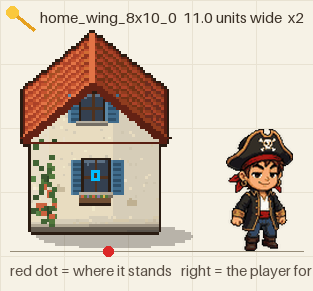 home_wing_8x10_0 11.0 units wide x2
red dot = where it stands right = the player for